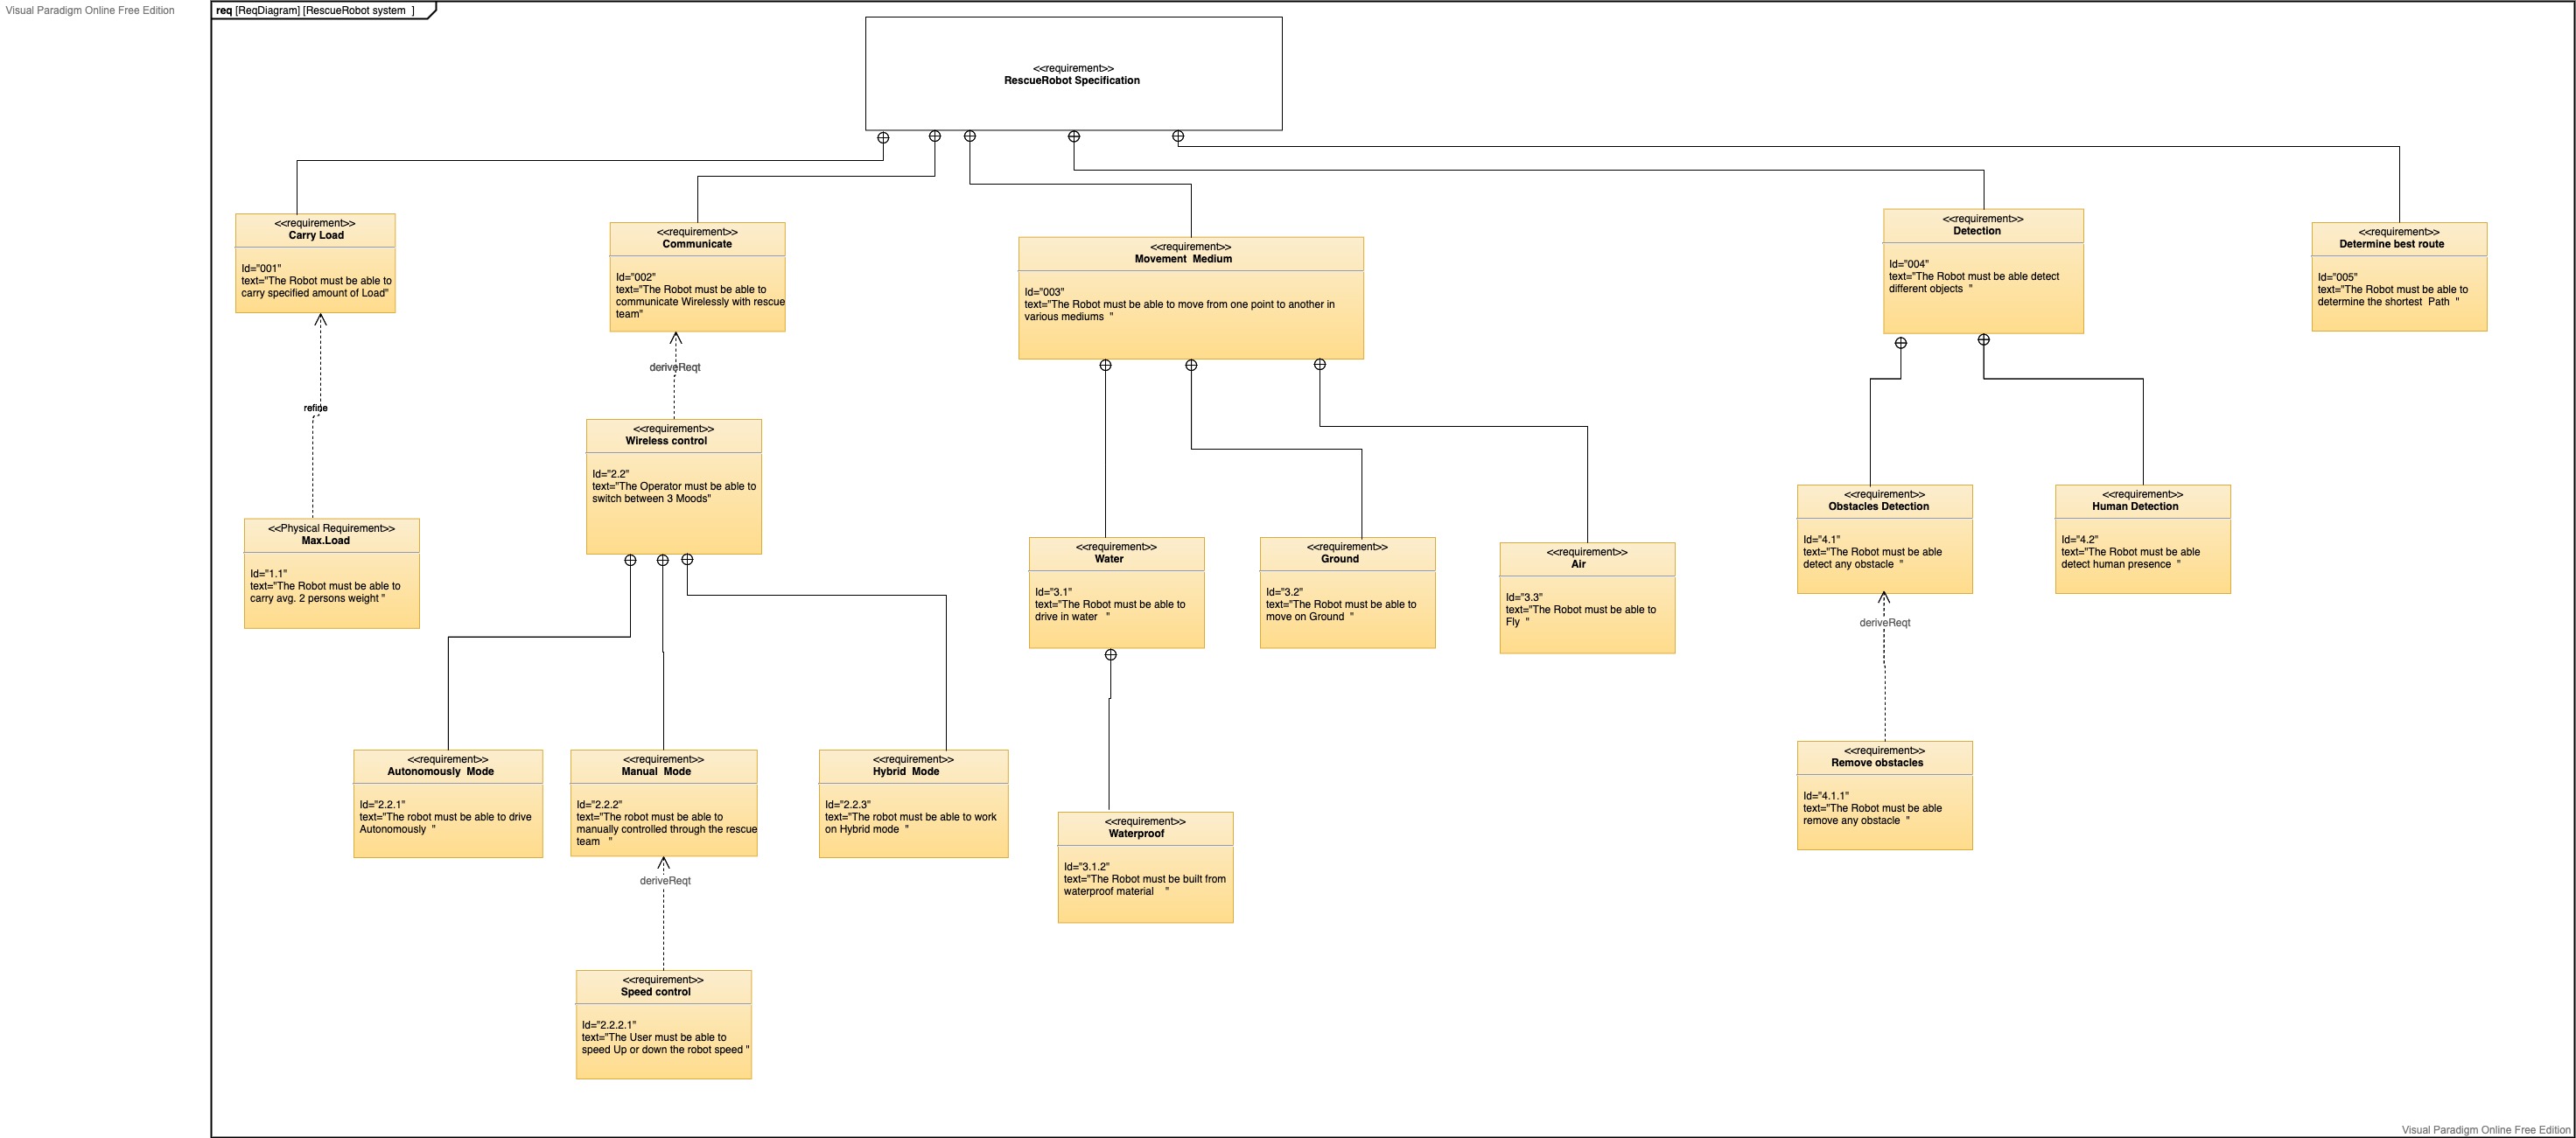 Visual Paradigm Online Free Edition
req [ReqDiagram] [RescueRobot system ]
<<requirement>>
RescueRobot Specification
<<requirement>>
Carry Load
Id="001"
text="The Robot must be able to
carry specified amount of Load"
<<requirement>>
Communicate
Id="002"
text="The Robot must be able to
communicate Wirelessly with rescue
team"
<<requirement>>
Movement Medium
Id="003"
text="The Robot must be able to move from one point to another in
various mediums "
<<requirement>>
Detection
Id="004"
text="The Robot must be able detect
different objects "
<<requirement>>
Determine best route
Id="005"
text="The Robot must be able to
determine the shortest Path "
refine
deriveReqt
<<Physical Requirement>>
Max.Load
Id="1.1"
text="The Robot must be able to
carry avg. 2 persons weight "
<<requirement>>
Wireless control
Id="2.2"
text="The Operator must be able to
switch between 3 Moods"
<<requirement>>
Water
Id="3.1"
text="The Robot must be able to
drive in water "
<<requirement>>
Ground
Id="3.2"
text="The Robot must be able to
move on Ground "
<<requirement>>
Air
Id="3.3"
text="The Robot must be able to
Fly "
<<requirement>>
Obstacles Detection
Id="4.1"
text="The Robot must be able
detect any obstacle "
<<requirement>>
Human Detection
Id="4.2"
text="The Robot must be able
detect human presence "
deriveReqt
<<requirement>>
Autonomously Mode
Id="2.2.1"
text="The robot must be able to drive
Autonomously "
<<requirement>>
Manual Mode
Id="2.2.2"
text="The robot must be able to
manually controlled through the rescue
team "
<<requirement>>
Hybrid Mode
Id="2.2.3"
text="The robot must be able to work
on Hybrid mode "
<<requirement>>
Waterproof
Id="3.1.2"
text="The Robot must be built from
waterproof material "
<<requirement>>
Remove obstacles
Id="4.1.1"
text="The Robot must be able
remove any obstacle "
deriveReqt
<<requirement>>
Speed control
Id="2.2.2.1"
text="The User must be able to
speed Up or down the robot speed "
Visual Paradigm Online Free Edition